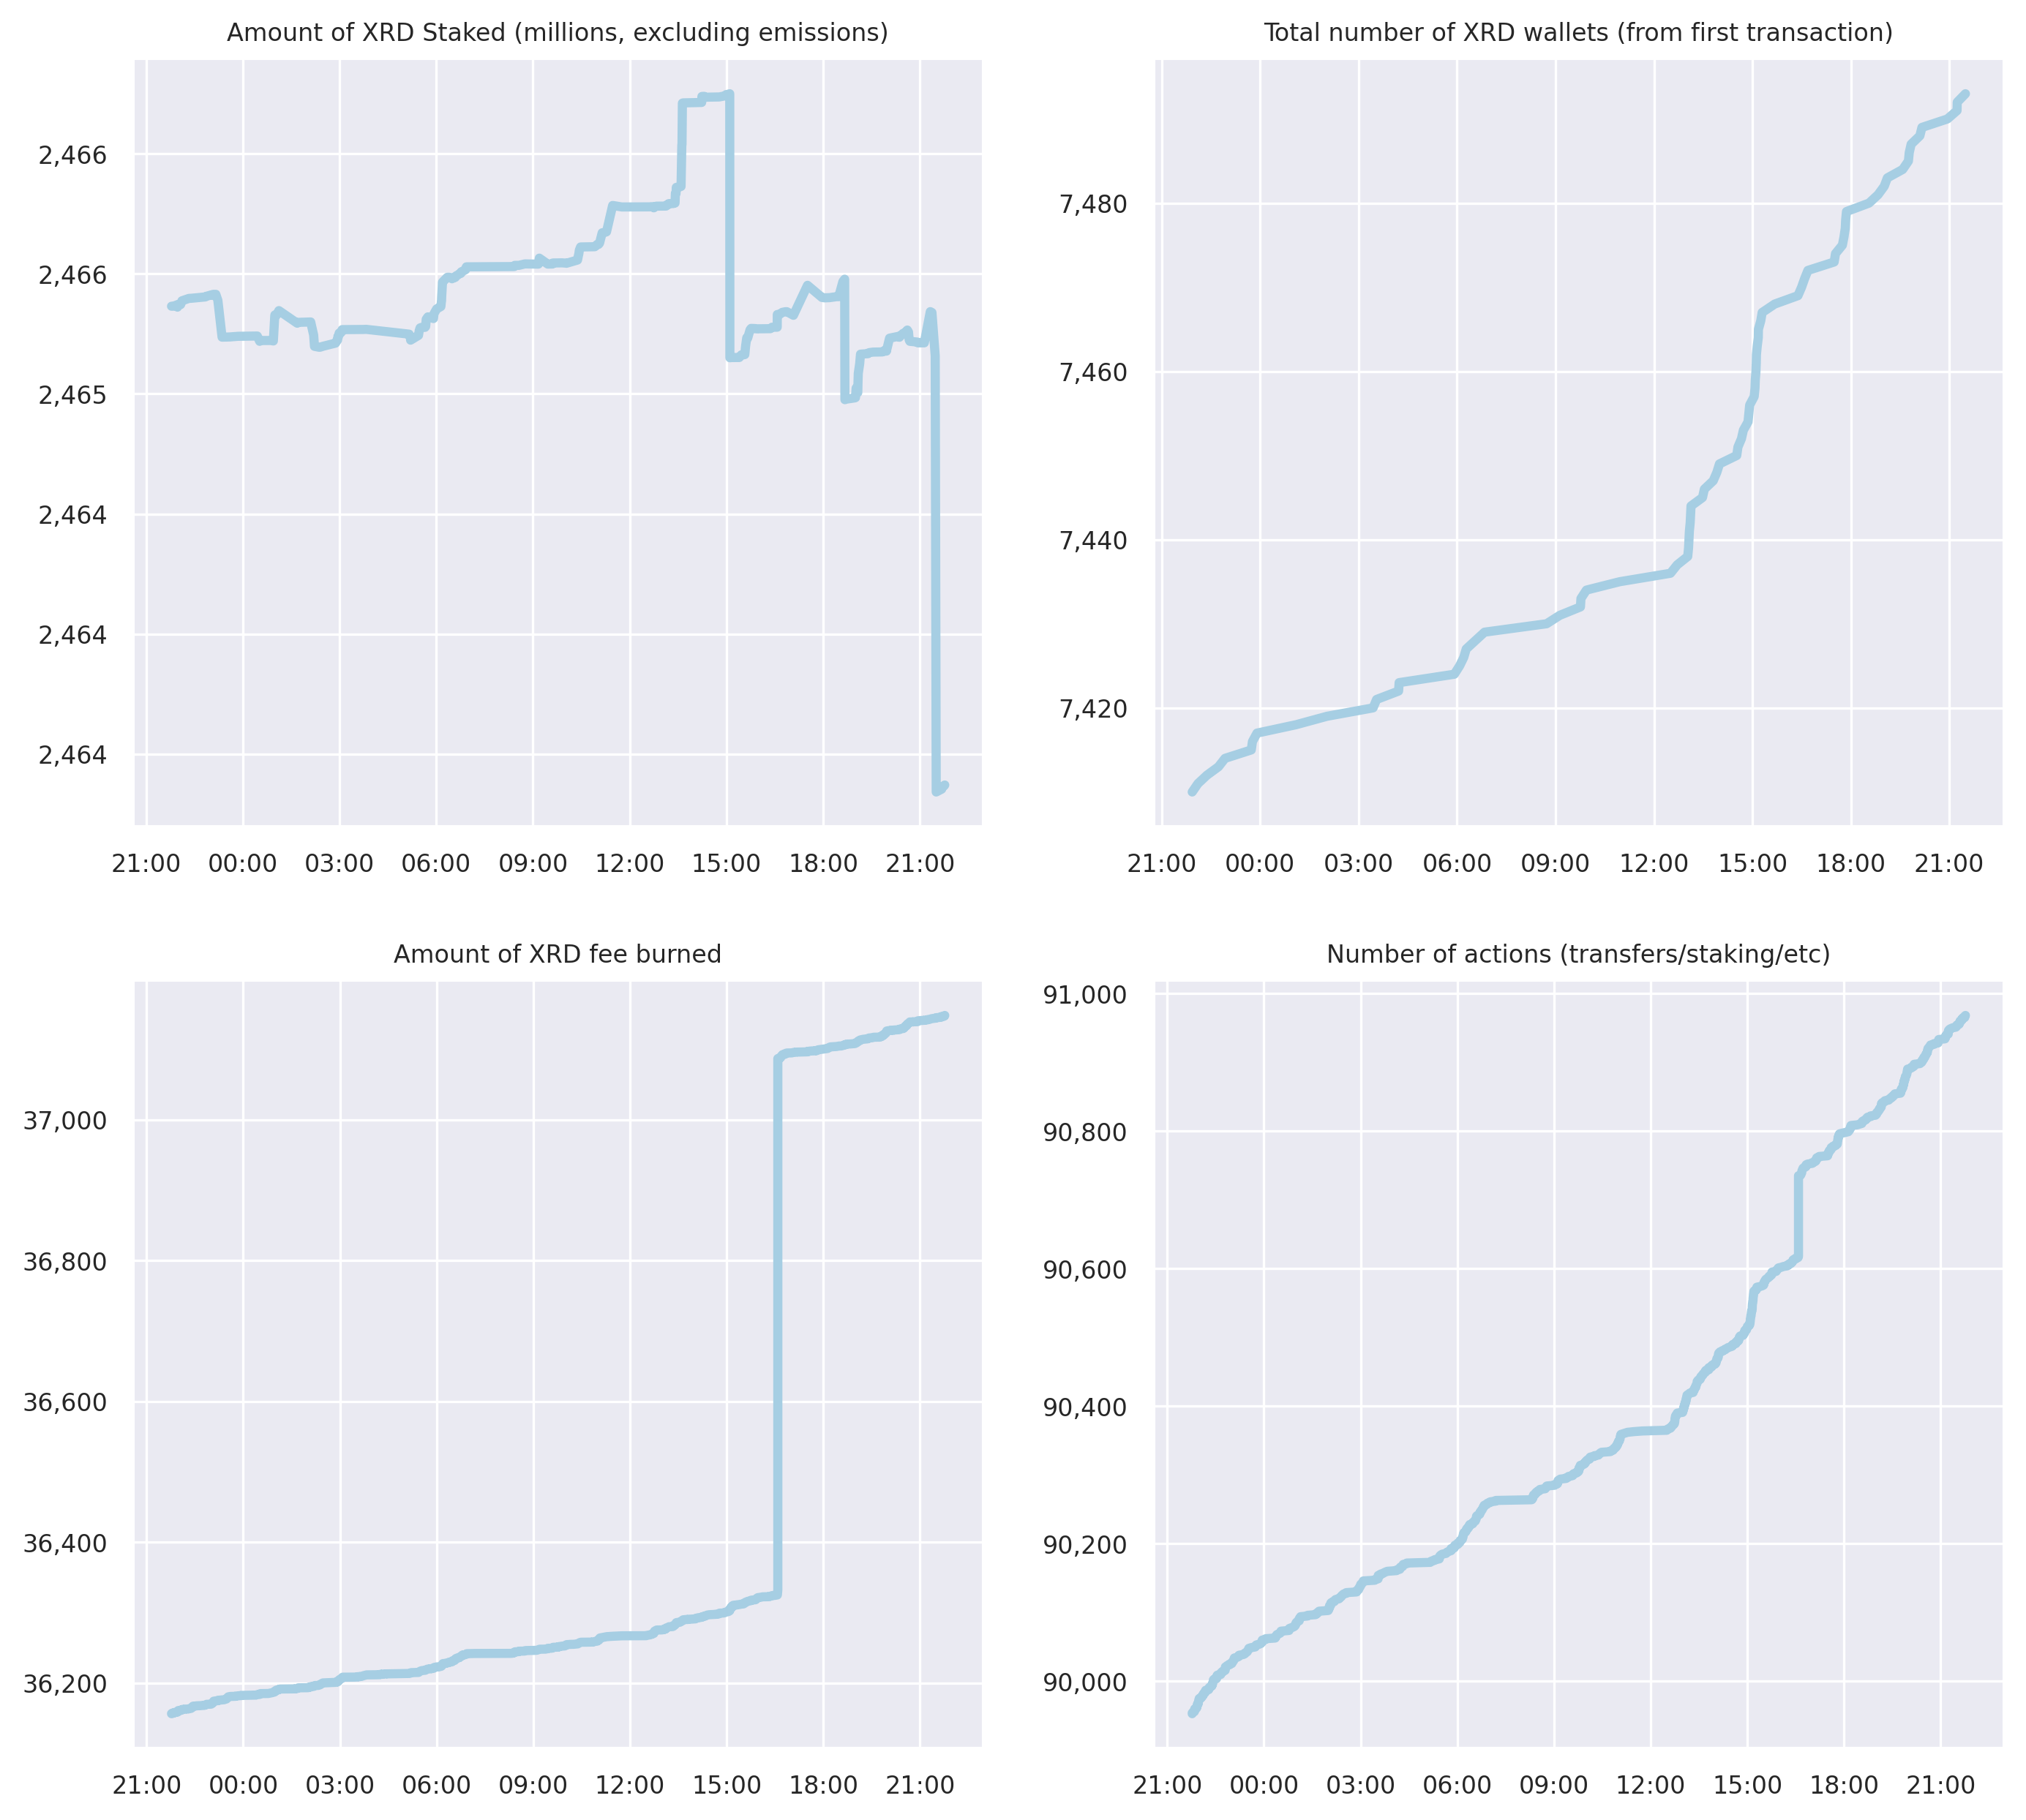 Amount of XRD Staked (millions, excluding emissions)
2,466
2,466
2,465
2,464
2,464
2,464
21:00 00:00 03:00 06:00 09:00 12:00 15:00 18:00 21:00
Total number of XRD wallets (from first transaction)
7,480
7,460
7,440
7,420
21:00 00:00 03:00 06:00 09:00 12:00 15:00 18:00 21:00
Amount of XRD fee burned
37,000
36,800
36,600
36,400
36,200
21:00 00:00 03:00 06:00 09:00 12:00 15:00 18:00 21:00
Number of actions (transfers/staking/etc)
91,000
90,800
90,600
90,400
90,200
90,000
21:00 00:00 03:00 06:00 09:00 12:00 15:00 18:00 21:00